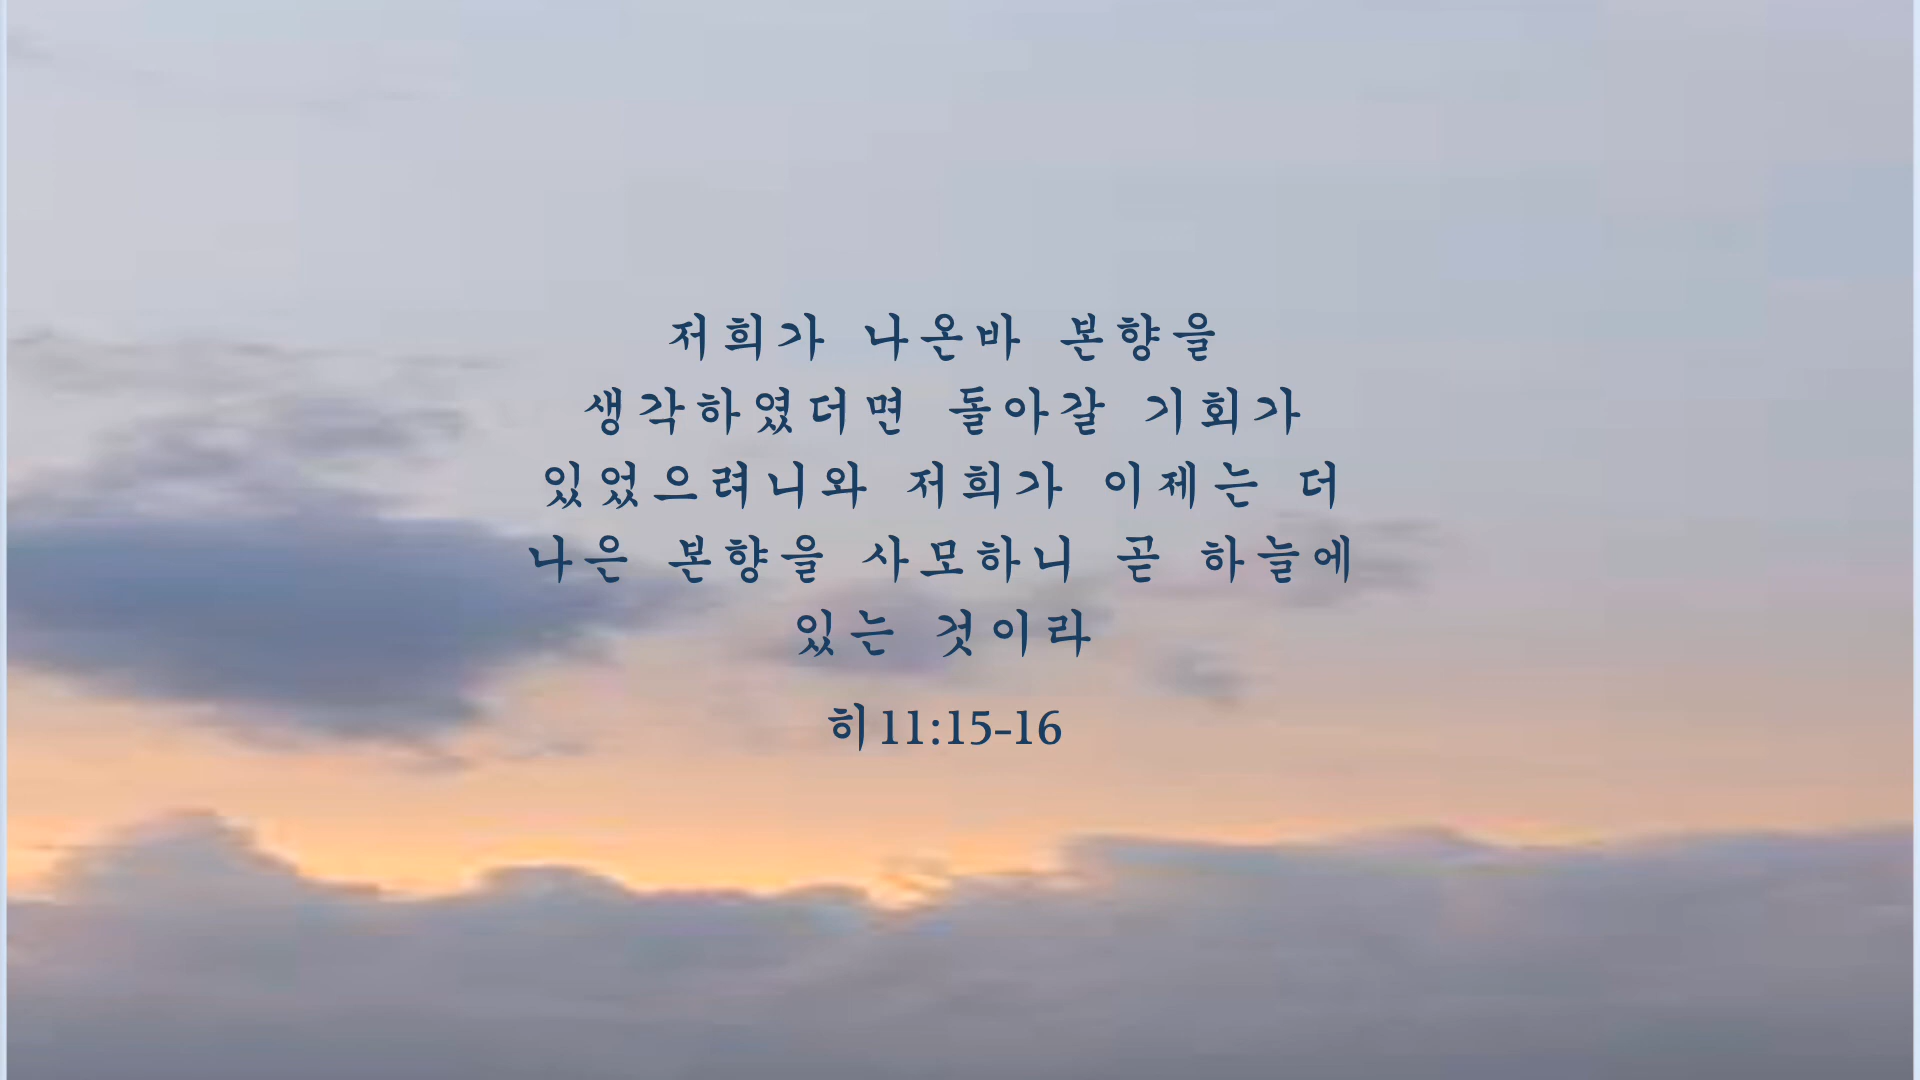 저희가 나온바 본향을
생각하였더면 돌아갈 기회가
있었으려니와 저희가 이제는 더
나은 본향을 사모하니 곧 하늘에
있는 것이라
히11:15-16